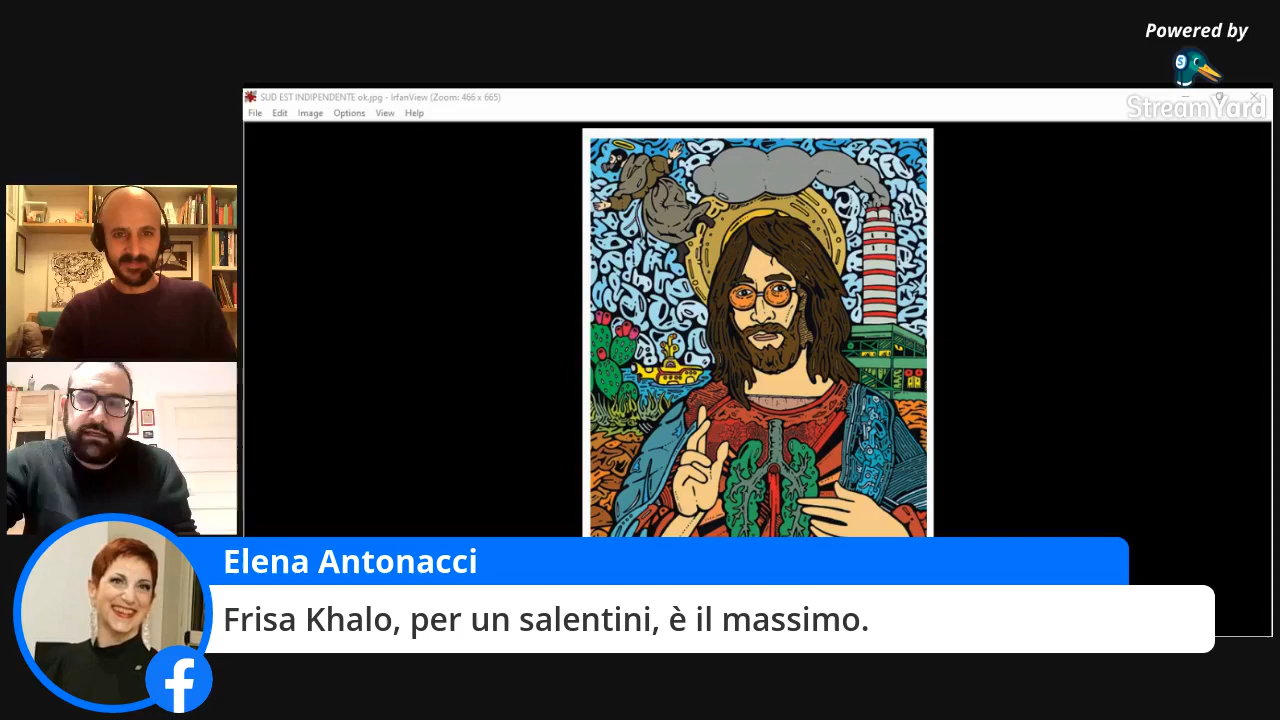 Powered by
StreamYard
SUD EST INDIPENDENTE ok.jpg - IrfanView (Zoom: 466 x 665)
File Edit Image Options View Help
Elena Antonacci
Frisa Khalo, per un salentini, è il massimo.